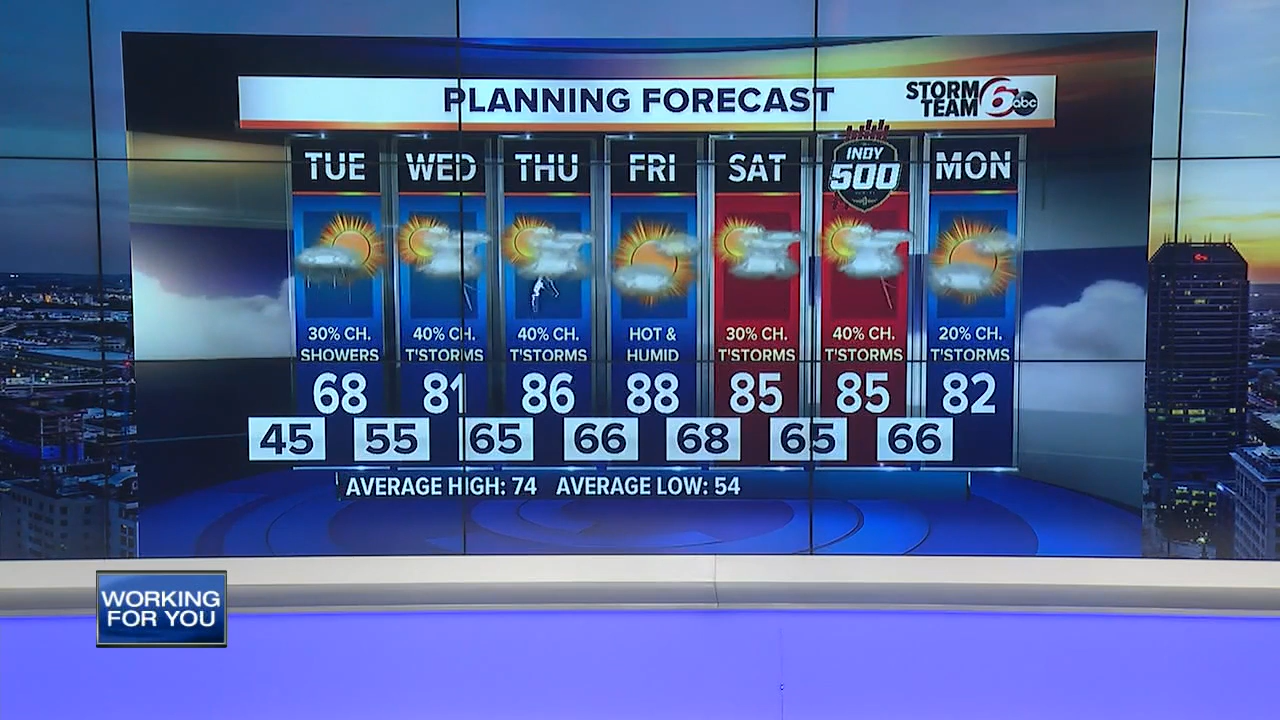 PLANNING FORECAST
STORM TEAM 6 abc
TUE WED THU FRI SAT INDY 500 MON
30% CH. 40% CH. 40% CH. HOT & 30% CH. 40% CH. 20% CH.
SHOWERS T'STORMS T'STORMS HUMID T'STORMS T'STORMS T'STORMS
68 81 86 88 85 85 82
45 55 65 66 68 65 66
AVERAGE HIGH: 74 AVERAGE LOW: 54
WORKING
FOR YOU